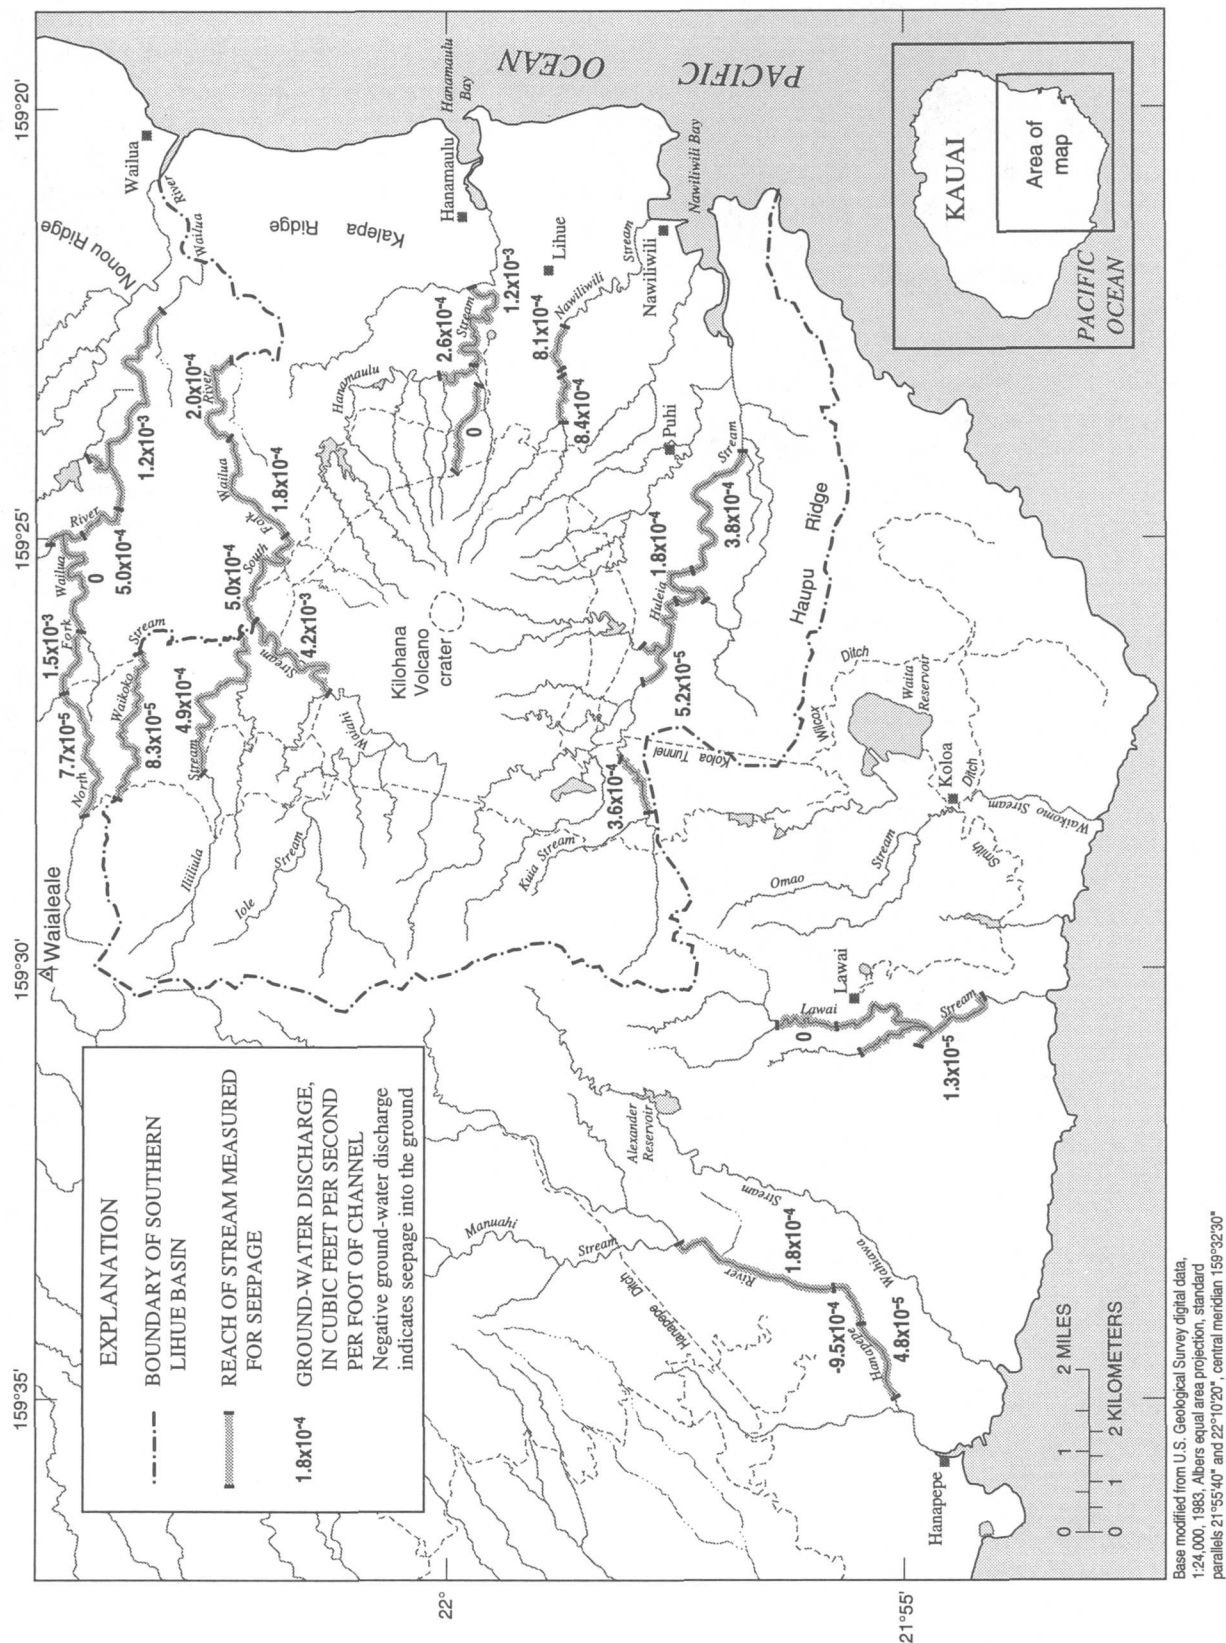 159°35'
159°30'
159°25'
159°20'
22°
21°55'
EXPLANATION
BOUNDARY OF SOUTHERN
LIHUE BASIN
REACH OF STREAM MEASURED
FOR SEEPAGE
1.8x10-4
GROUND-WATER DISCHARGE,
IN CUBIC FEET PER SECOND
PER FOOT OF CHANNEL
Negative ground-water discharge
indicates seepage into the ground
Waialeale
North
Fork
Wailua
River
7.7x10-5
1.5x10-3
0
5.0x10-4
1.2x10-3
Nonou Ridge
Wailua
Wailua
River
Waikoko
Stream
8.3x10-5
Iliiliula
Stream
4.9x10-4
Iole
Stream
Waiahi
Stream
4.2x10-3
5.0x10-4
South
Fork
Wailua
River
1.8x10-4
2.0x10-4
Kalepa
Ridge
Hanamaulu
Stream
2.6x10-4
0
1.2x10-3
Hanamaulu
Hanamaulu
Bay
PACIFIC
OCEAN
Kilohana
Volcano
crater
Lihue
Nawiliwili
Stream
8.1x10-4
8.4x10-4
Nawiliwili
Nawiliwili Bay
Puhi
Kuia Stream
3.6x10-4
Huleia
Stream
5.2x10-5
1.8x10-4
3.8x10-4
Haupu
Ridge
Koloa Tunnel
Wilcox
Ditch
Waita
Reservoir
Koloa
Ditch
Waikomo Stream
Smith
Omao
Stream
Lawai
Lawai
Stream
0
1.3x10-5
Alexander
Reservoir
Manuahi
Stream
Hanapepe
Ditch
River
1.8x10-4
Wahiawa
Stream
-9.5x10-4
Hanapepe
4.8x10-5
Hanapepe
KAUAI
Area of
map
PACIFIC
OCEAN
0 1 2 MILES
0 1 2 KILOMETERS
Base modified from U.S. Geological Survey digital data,
1:24,000, 1983, Albers equal area projection, standard
parallels 21°55'40" and 22°10'20", central meridian 159°32'30"